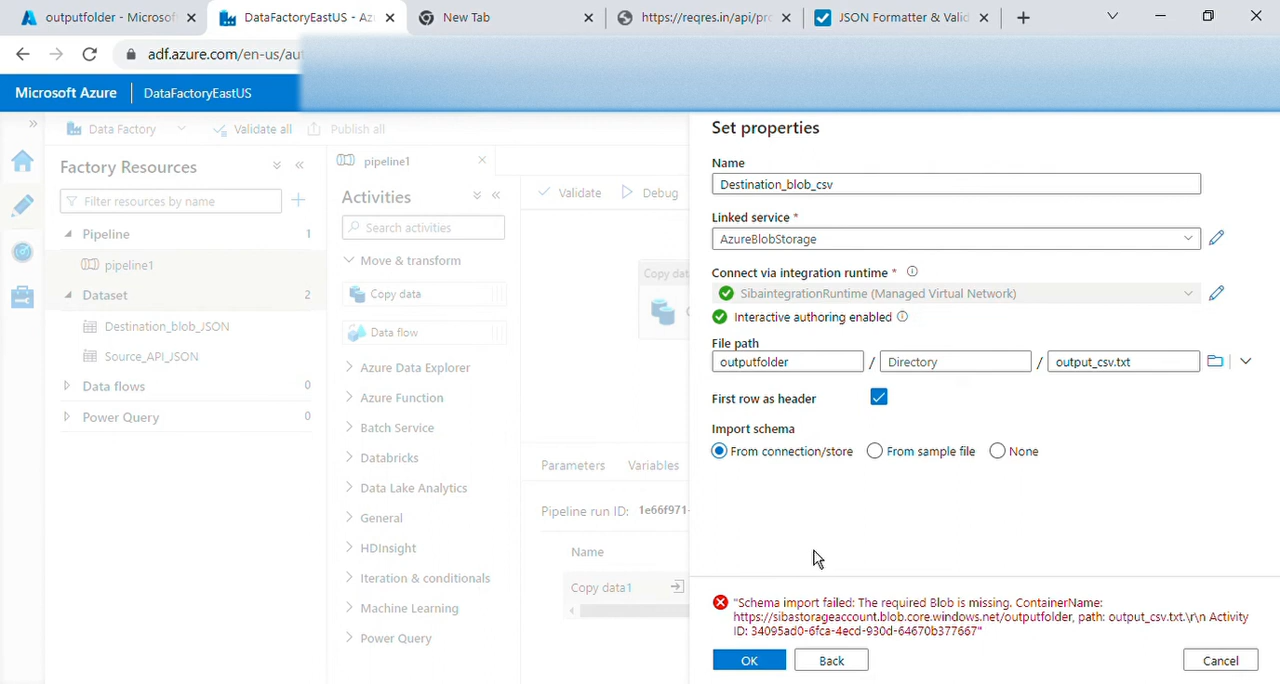 outputfolder - Microsof
DataFactoryEastUS - Az
New Tab
https://reqres.in/api/pr
JSON Formatter & Valid
adf.azure.com/en-us/aut
Microsoft Azure
DataFactoryEastUS
Data Factory
Validate all
Publish all
Factory Resources
Filter resources by name
Pipeline 1
pipeline1
Dataset 2
Destination_blob_JSON
Source_API_JSON
Data flows 0
Power Query 0
pipeline1
Activities
Search activities
Move & transform
Copy data
Data flow
Azure Data Explorer
Azure Function
Batch Service
Databricks
Data Lake Analytics
General
HDInsight
Iteration & conditionals
Machine Learning
Power Query
Validate
Debug
Copy dat
Parameters
Variables
Pipeline run ID: 1e66f971-
Name
Copy data1
Set properties
Name
Destination_blob_csv
Linked service *
AzureBlobStorage
Connect via integration runtime *
SibaintegrationRuntime (Managed Virtual Network)
Interactive authoring enabled
File path
outputfolder / Directory / output_csv.txt
First row as header
Import schema
From connection/store From sample file None
"Schema import failed: The required Blob is missing. ContainerName:
https://sibastorageaccount.blob.core.windows.net/outputfolder, path: output_csv.txt.\r\n Activity
ID: 34095ad0-6fca-4ecd-930d-64670b377667"
OK
Back
Cancel